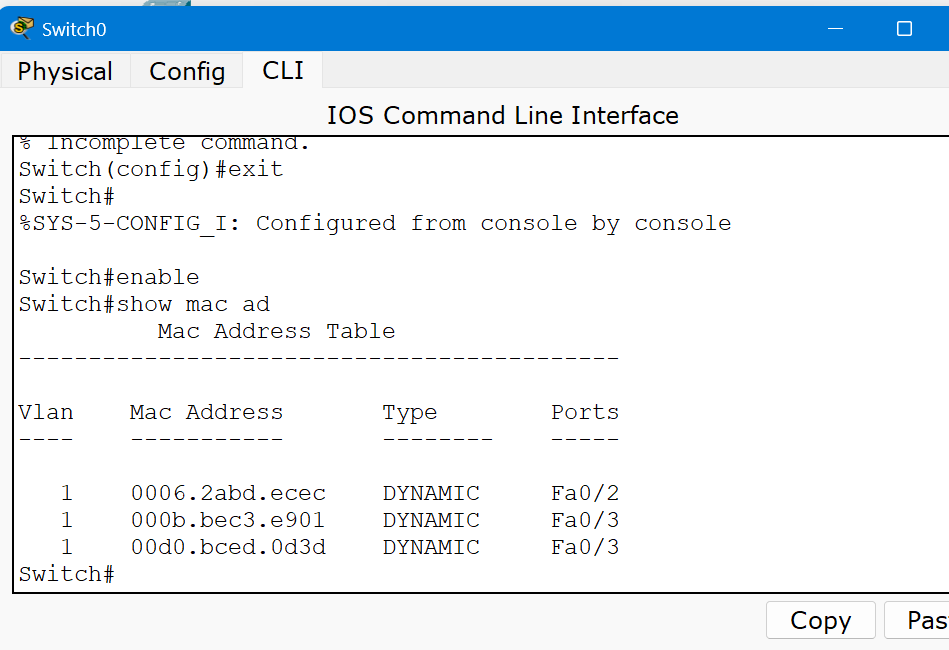 Switch0
Physical Config CLI
IOS Command Line Interface
% Incomplete command.
Switch(config)#exit
Switch#
%SYS-5-CONFIG_I: Configured from console by console
Switch#enable
Switch#show mac ad
Mac Address Table
-------------------------------------------
Vlan Mac Address Type Ports
---- ----------- -------- -----
1 0006.2abd.ecec DYNAMIC Fa0/2
1 000b.bec3.e901 DYNAMIC Fa0/3
1 00d0.bced.0d3d DYNAMIC Fa0/3
Switch#
Copy Pas